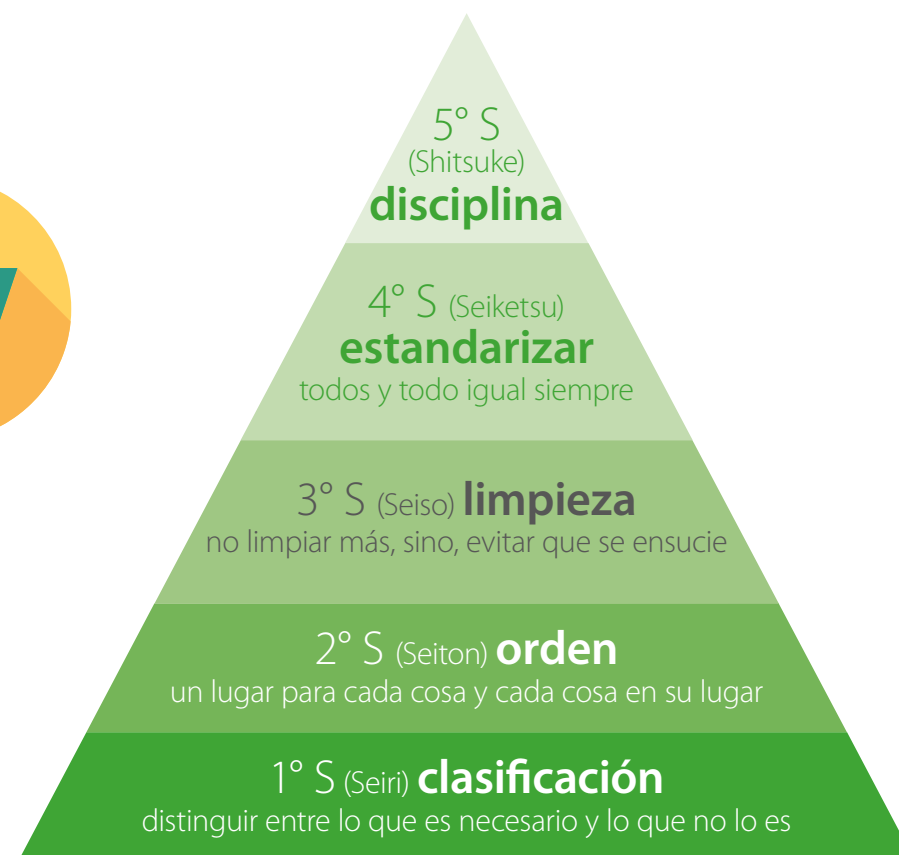 5° S
(Shitsuke)
disciplina
4° S (Seiketsu)
estandarizar
todos y todo igual siempre
3° S (Seiso) limpieza
no limpiar más, sino, evitar que se ensucie
2° S (Seiton) orden
un lugar para cada cosa y cada cosa en su lugar
1° S (Seiri) clasificación
distinguir entre lo que es necesario y lo que no lo es